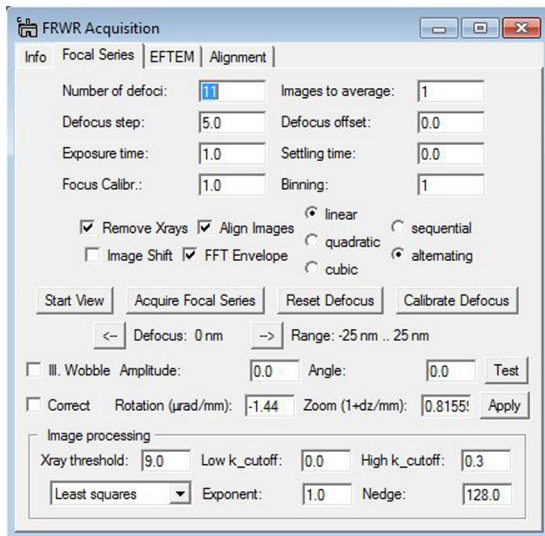 FRWR Acquisition
Info Focal Series EFTEM Alignment
Number of defoci: 11 Images to average: 1
Defocus step: 5.0 Defocus offset: 0.0
Exposure time: 1.0 Settling time: 0.0
Focus Calibr.: 1.0 Binning: 1
linear
Remove Xrays Align Images sequential
quadratic
Image Shift FFT Envelope alternating
cubic
Start View Acquire Focal Series Reset Defocus Calibrate Defocus
<-- Defocus: 0 nm --> Range: -25 nm .. 25 nm
Ill. Wobble Amplitude: 0.0 Angle: 0.0 Test
Correct Rotation (µrad/mm): -1.44 Zoom (1+dz/mm): 0.8155 Apply
Image processing
Xray threshold: 9.0 Low k_cutoff: 0.0 High k_cutoff: 0.3
Least squares Exponent: 1.0 Nedge: 128.0